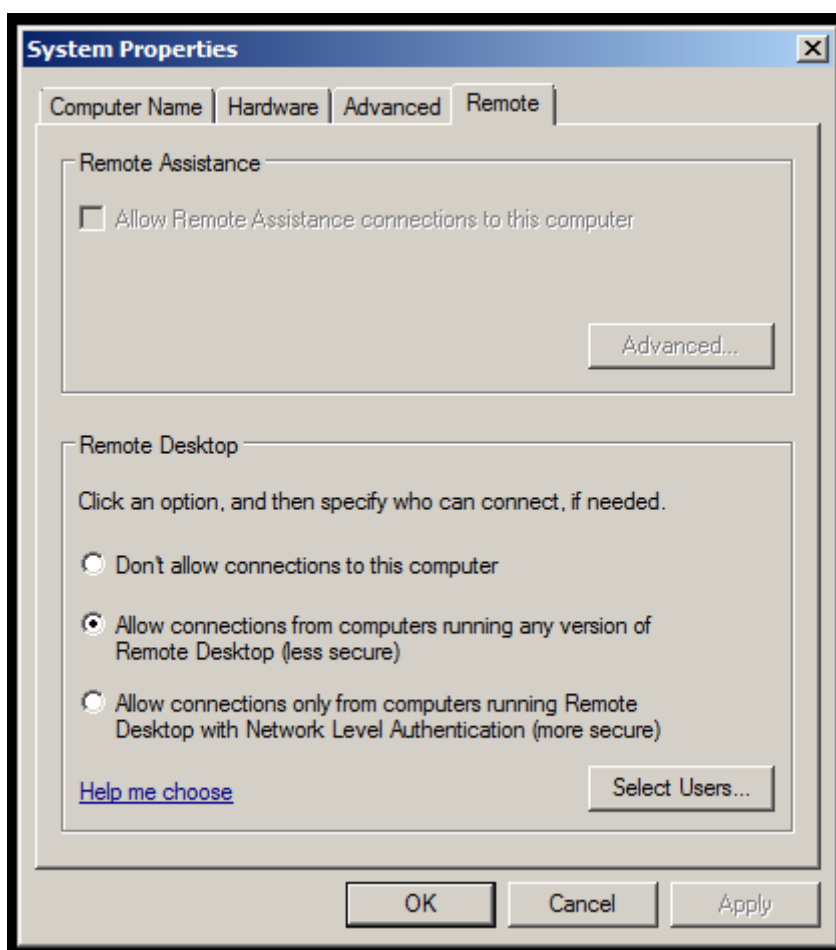 System Properties
Computer Name Hardware Advanced Remote
Remote Assistance
Allow Remote Assistance connections to this computer
Advanced...
Remote Desktop
Click an option, and then specify who can connect, if needed.
Don't allow connections to this computer
Allow connections from computers running any version of
Remote Desktop (less secure)
Allow connections only from computers running Remote
Desktop with Network Level Authentication (more secure)
Help me choose Select Users...
OK Cancel Apply